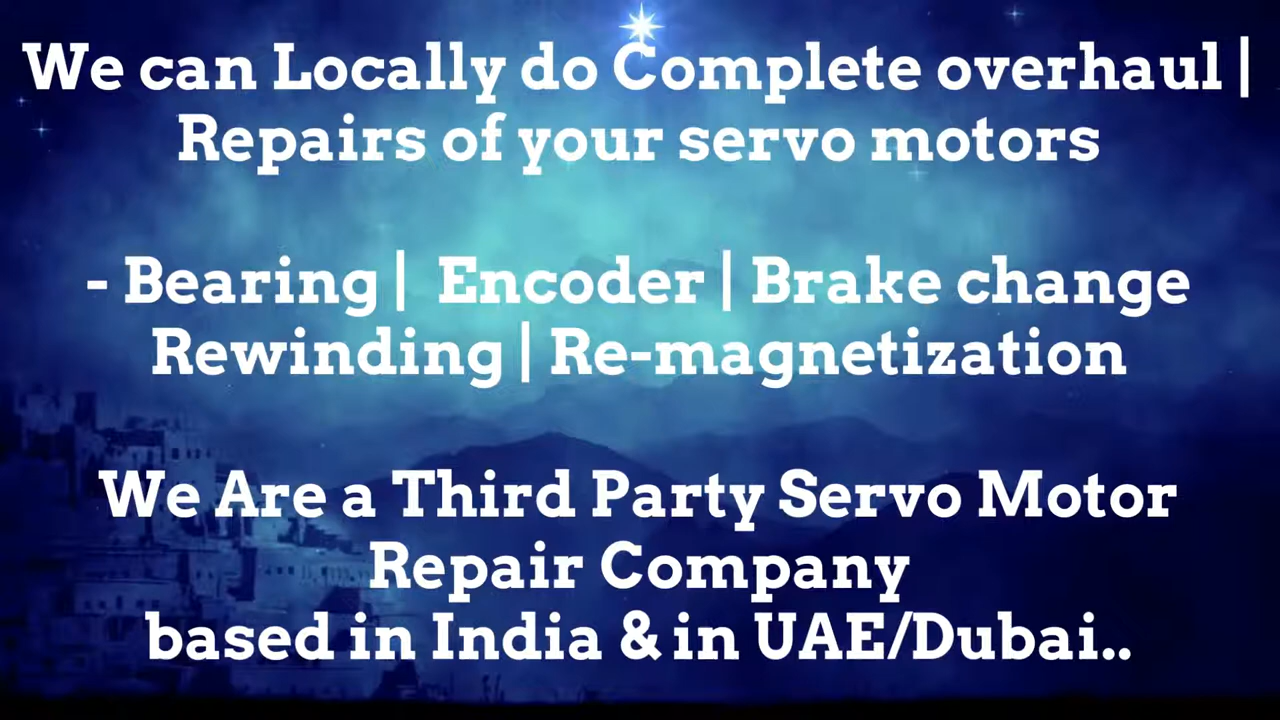 We can Locally do Complete overhaul |
Repairs of your servo motors
- Bearing | Encoder | Brake change
Rewinding | Re-magnetization
We Are a Third Party Servo Motor
Repair Company
based in India & in UAE/Dubai..